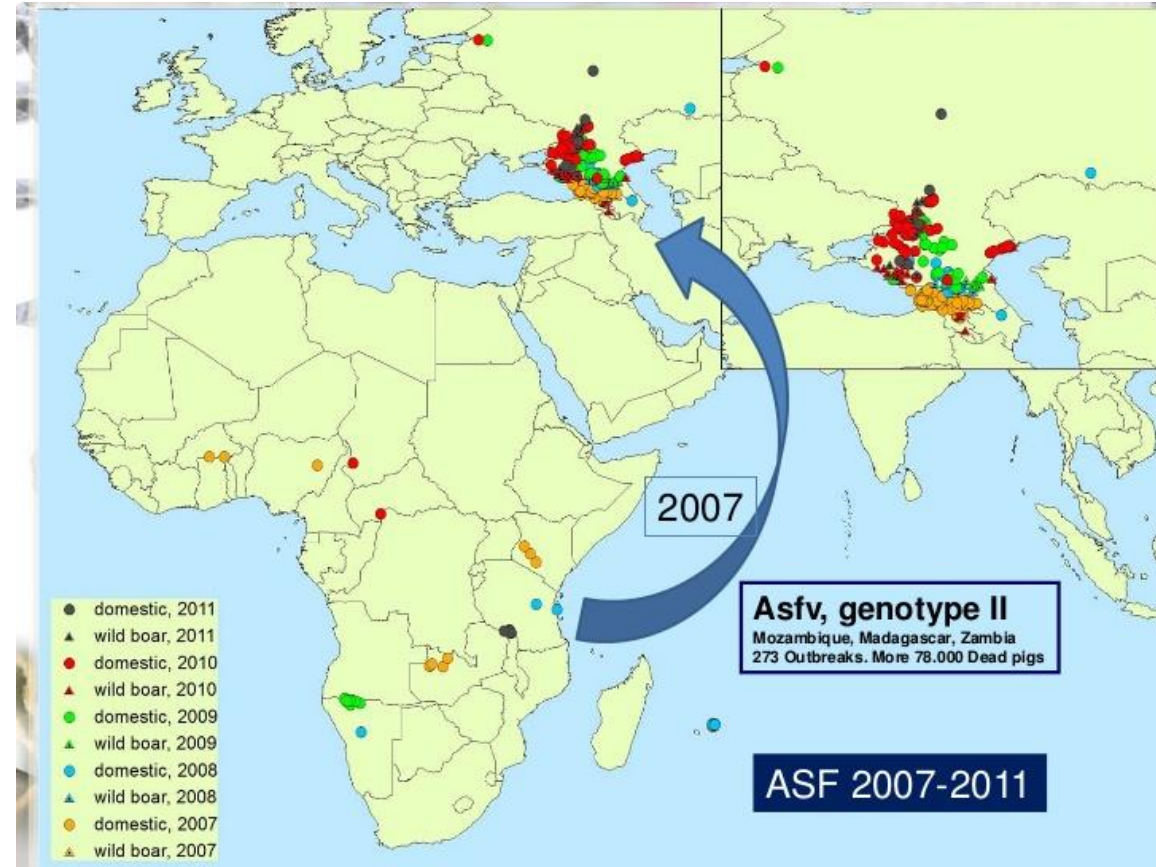 2007
Asfv, genotype II
Mozambique, Madagascar, Zambia
273 Outbreaks. More 78.000 Dead pigs
ASF 2007-2011
domestic, 2011
wild boar, 2011
domestic, 2010
wild boar, 2010
domestic, 2009
wild boar, 2009
domestic, 2008
wild boar, 2008
domestic, 2007
wild boar, 2007